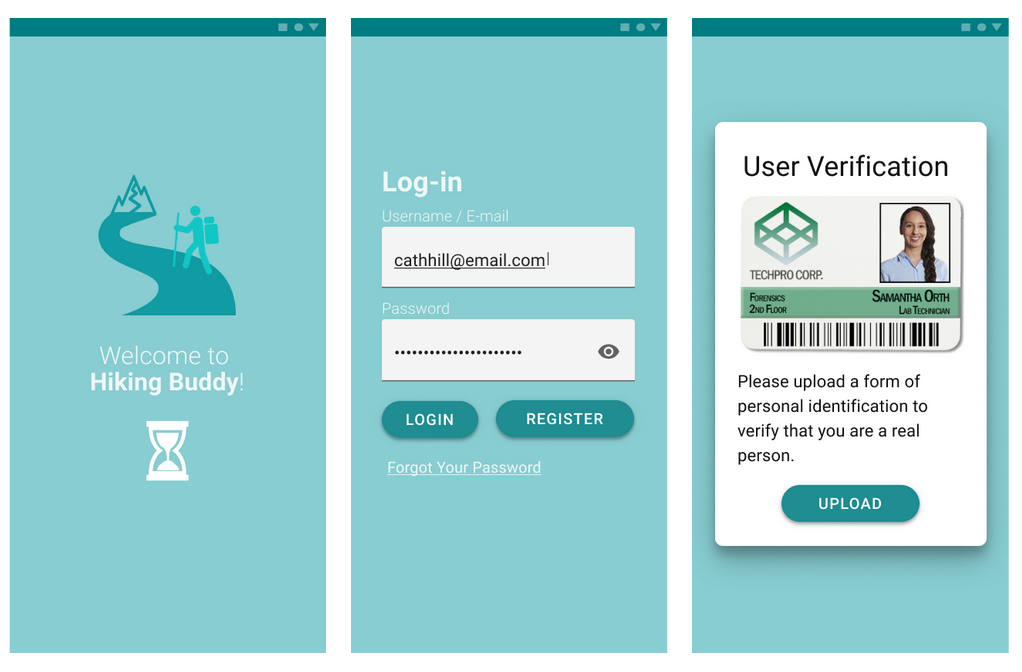 Welcome to
Hiking Buddy!
Log-in
Username / E-mail
cathhill@email.com
Password
LOGIN
REGISTER
Forgot Your Password
User Verification
TECHPRO CORP.
FORENSICS
2ND FLOOR
SAMANTHA ORTH
LAB TECHNICIAN
Please upload a form of
personal identification to
verify that you are a real
person.
UPLOAD